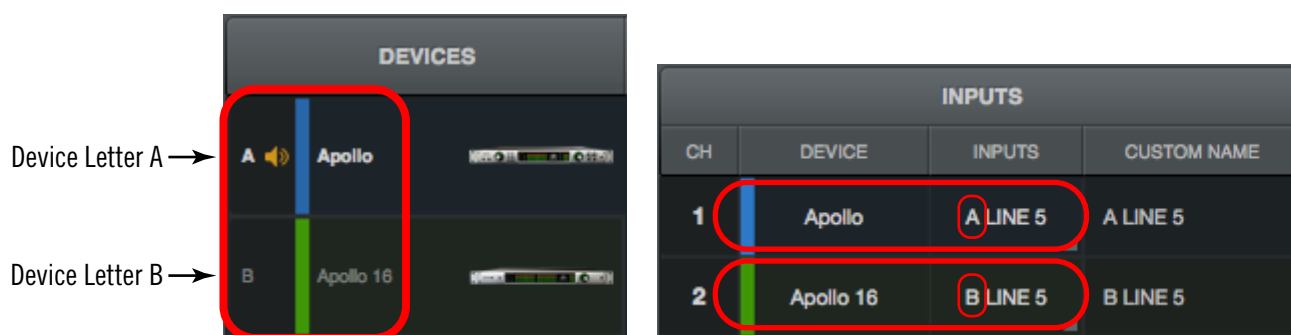 DEVICES
Device Letter A
A Apollo
Device Letter B
B Apollo 16
INPUTS
CH DEVICE INPUTS CUSTOM NAME
1 Apollo A LINE 5 A LINE 5
2 Apollo 16 B LINE 5 B LINE 5